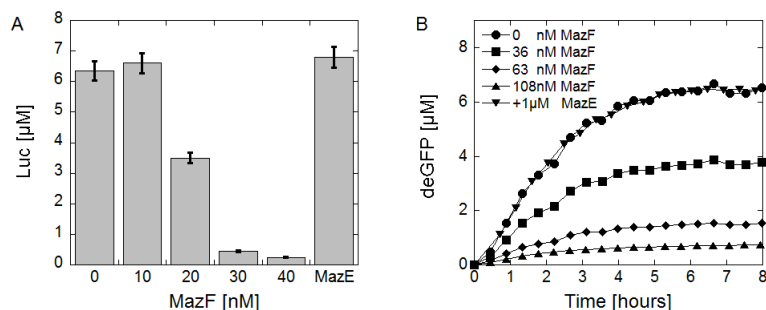 A
Luc [µM]
8
7
6
5
4
3
2
1
0
0 10 20 30 40 MazE
MazF [nM]
B
deGFP [µM]
8
6
4
2
0
0 nM MazF
36 nM MazF
63 nM MazF
108nM MazF
+1µM MazE
0 1 2 3 4 5 6 7 8
Time [hours]